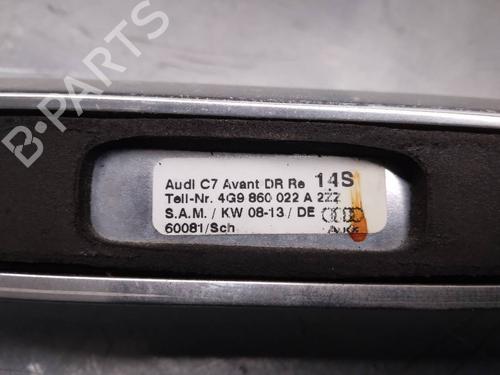 B-PARTS
Audi C7 Avant DR Re 14S
Teil-Nr. 4G9 860 022 A 2ZZ
S.A.M. / KW 08-13 / DE
60081/Sch Audi